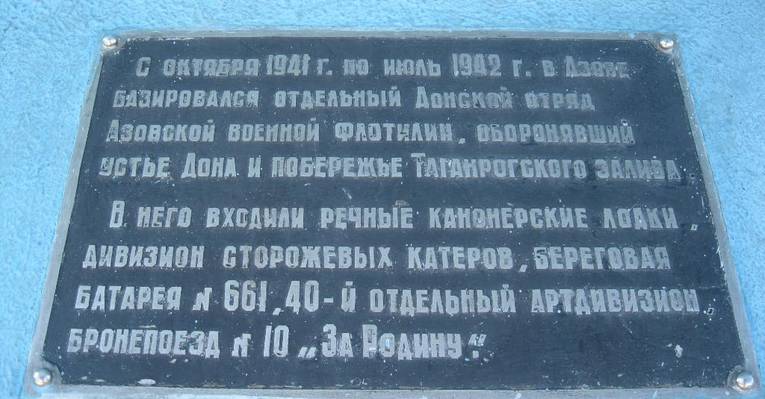 С октября 1941 г. по июль 1942 г. в Азове
базировался отдельный Донской отряд
Азовской военной флотилии, оборонявший
устье Дона и побережье Таганрогского залива
В него входили речные канонерские лодки,
дивизион сторожевых катеров, береговая
батарея № 661, 40-й отдельный артдивизион
бронепоезд № 10 „За Родину".